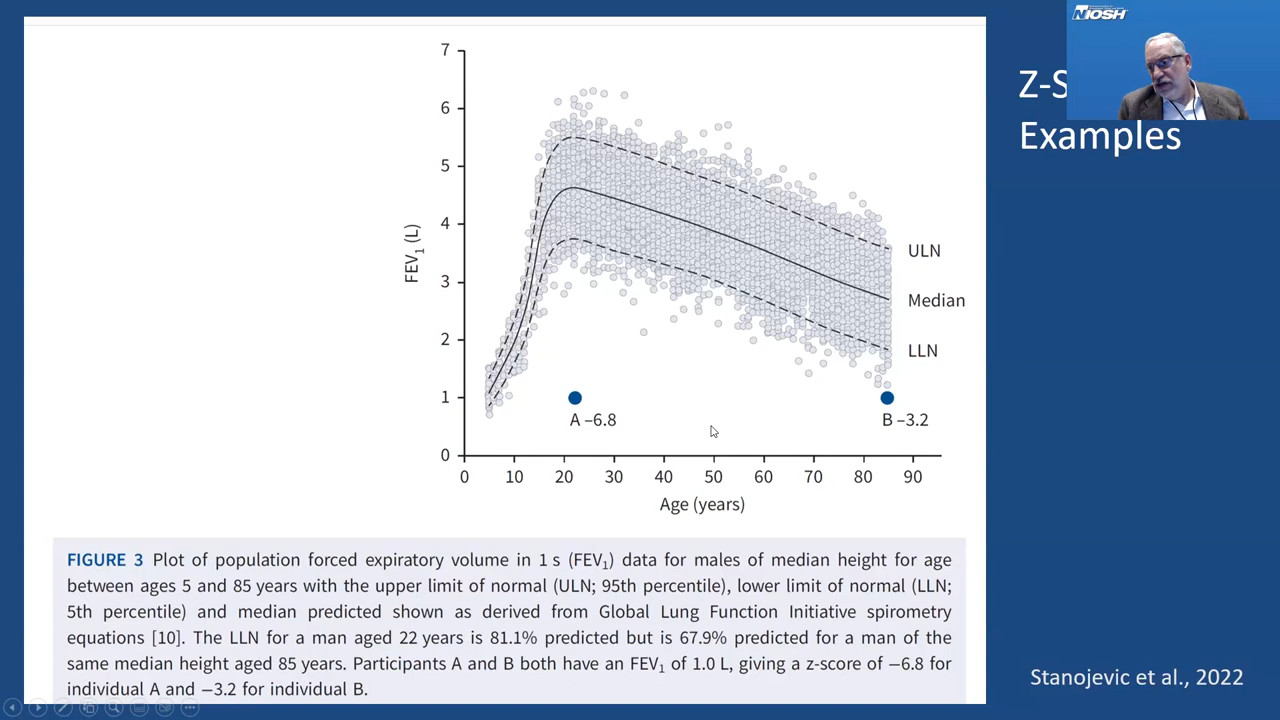 NIOSH
Z-S
Examples
7
6
5
4
3
2
1
0
FEV1 (L)
ULN
Median
LLN
A –6.8
B –3.2
0 10 20 30 40 50 60 70 80 90
Age (years)
FIGURE 3 Plot of population forced expiratory volume in 1 s (FEV1) data for males of median height for age
between ages 5 and 85 years with the upper limit of normal (ULN; 95th percentile), lower limit of normal (LLN;
5th percentile) and median predicted shown as derived from Global Lung Function Initiative spirometry
equations [10]. The LLN for a man aged 22 years is 81.1% predicted but is 67.9% predicted for a man of the
same median height aged 85 years. Participants A and B both have an FEV1 of 1.0 L, giving a z-score of −6.8 for
individual A and −3.2 for individual B.
Stanojevic et al., 2022